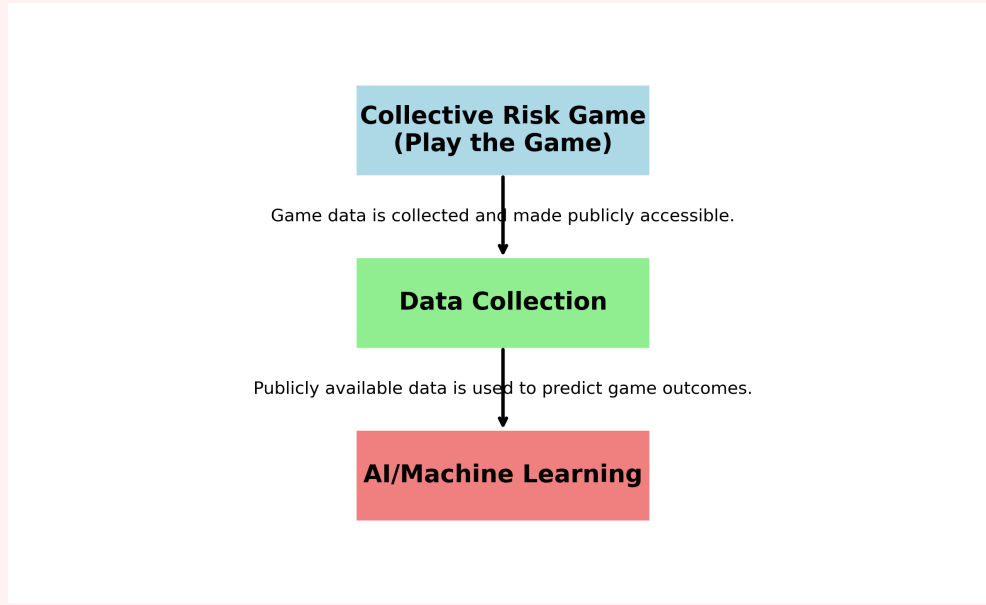 Collective Risk Game
(Play the Game)
Game data is collected and made publicly accessible.
Data Collection
Publicly available data is used to predict game outcomes.
AI/Machine Learning